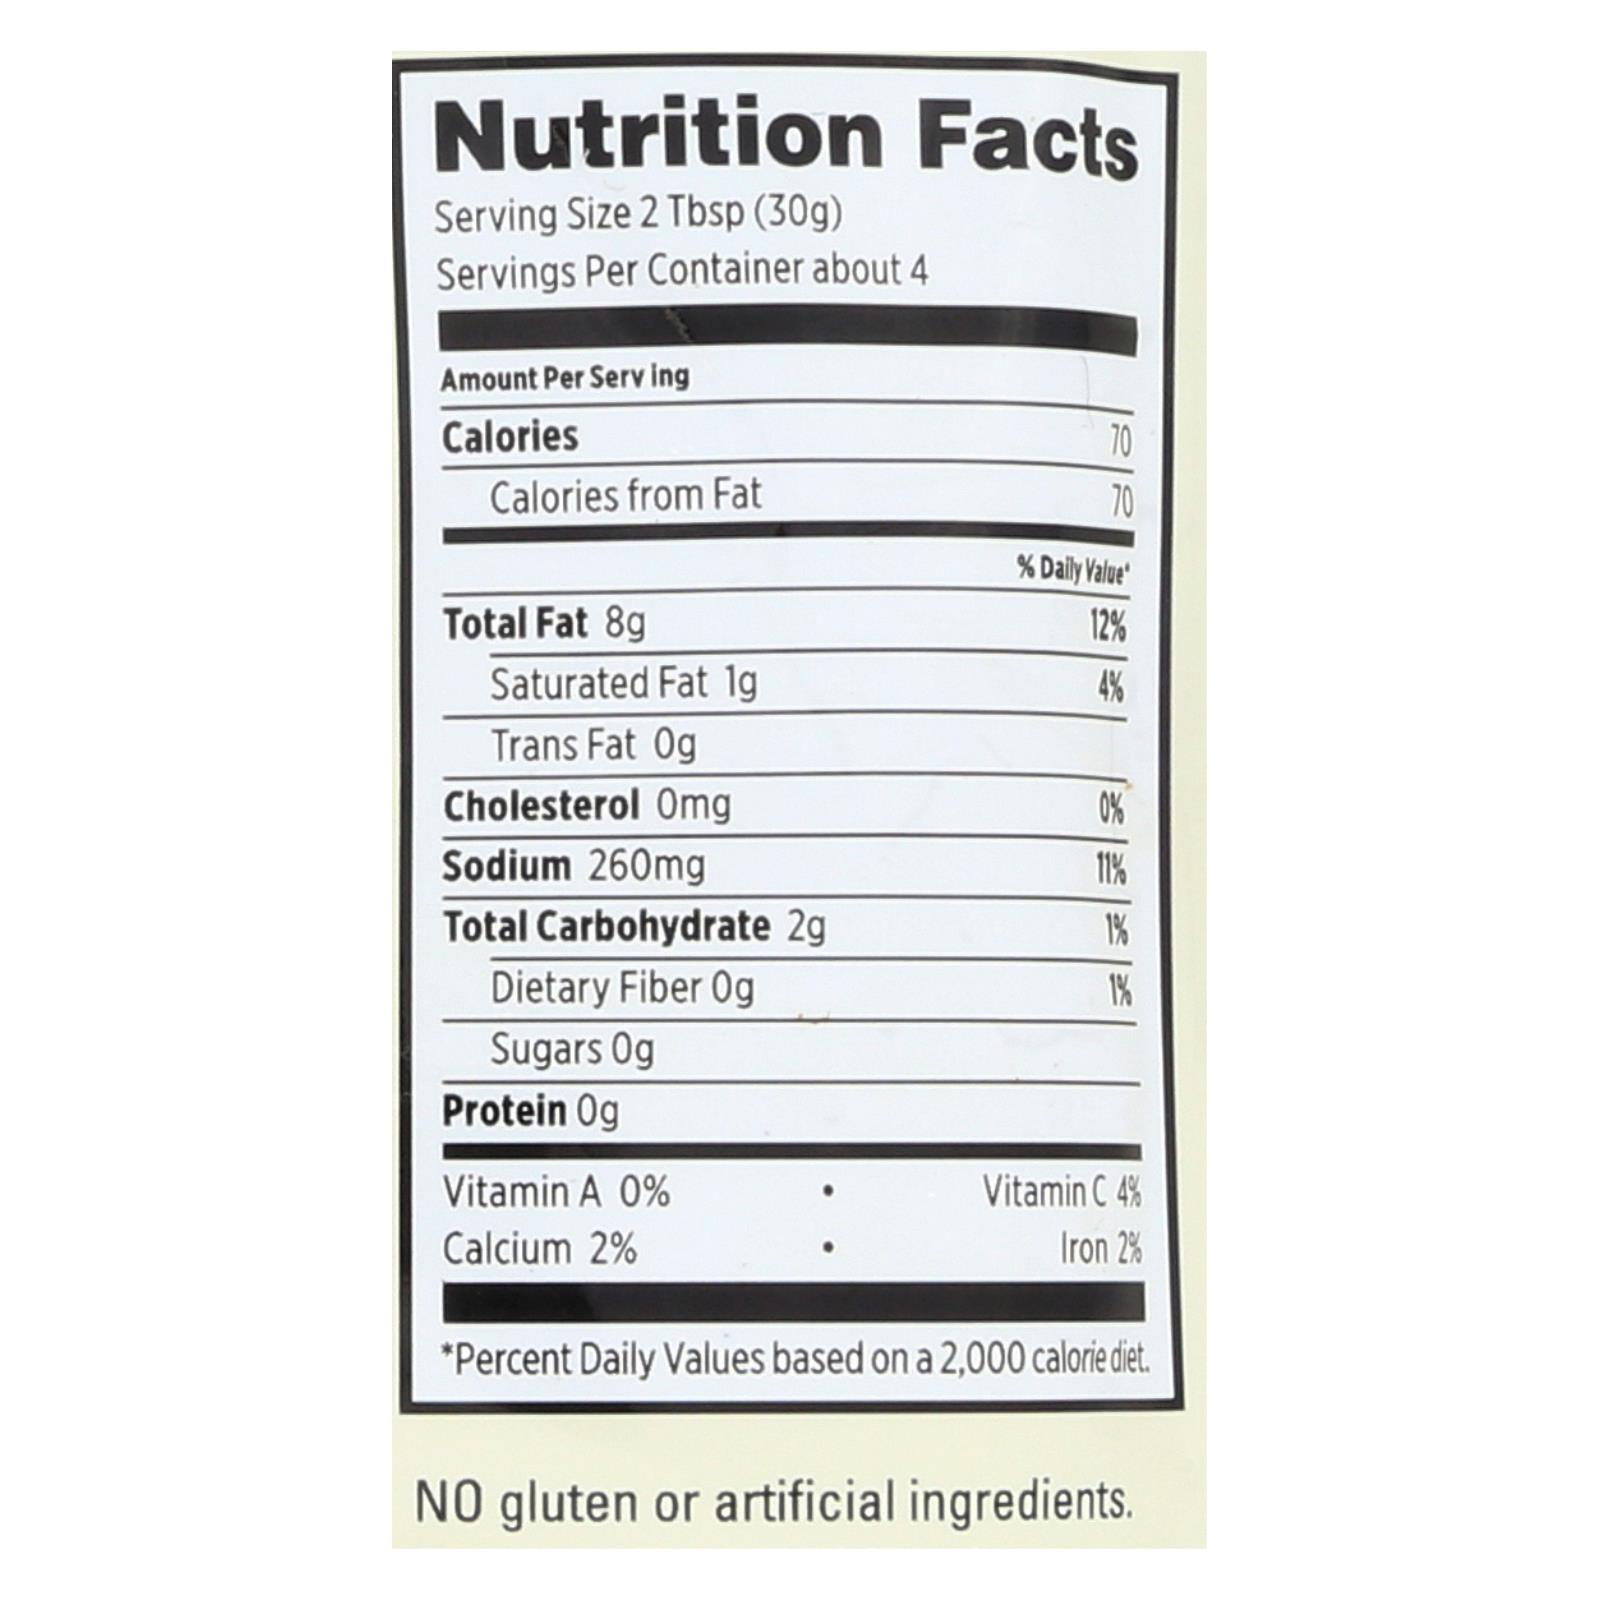 Nutrition Facts
Serving Size 2 Tbsp (30g)
Servings Per Container about 4
Amount Per Serving
Calories 70
Calories from Fat 70
% Daily Value*
Total Fat 8g 12%
Saturated Fat 1g 4%
Trans Fat 0g
Cholesterol 0mg 0%
Sodium 260mg 11%
Total Carbohydrate 2g 1%
Dietary Fiber 0g 1%
Sugars 0g
Protein 0g
Vitamin A 0% • Vitamin C 4%
Calcium 2% • Iron 2%
*Percent Daily Values based on a 2,000 calorie diet.
NO gluten or artificial ingredients.